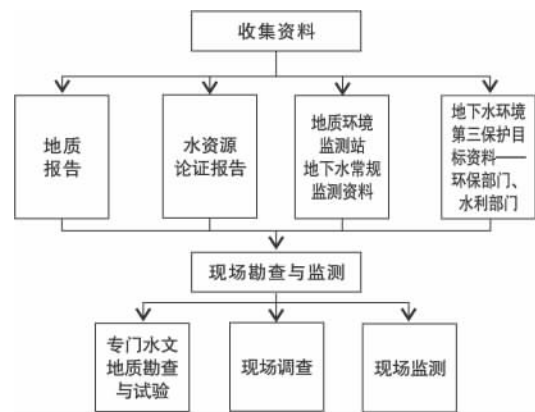 收集资料
地质
报告
水资源
论证报告
地质环境
监测站
地下水常规
监测资料
地下水环境
第三保护目
标资料——
环保部门、
水利部门
现场勘查与监测
专门水文
地质勘查
与试验
现场调查
现场监测